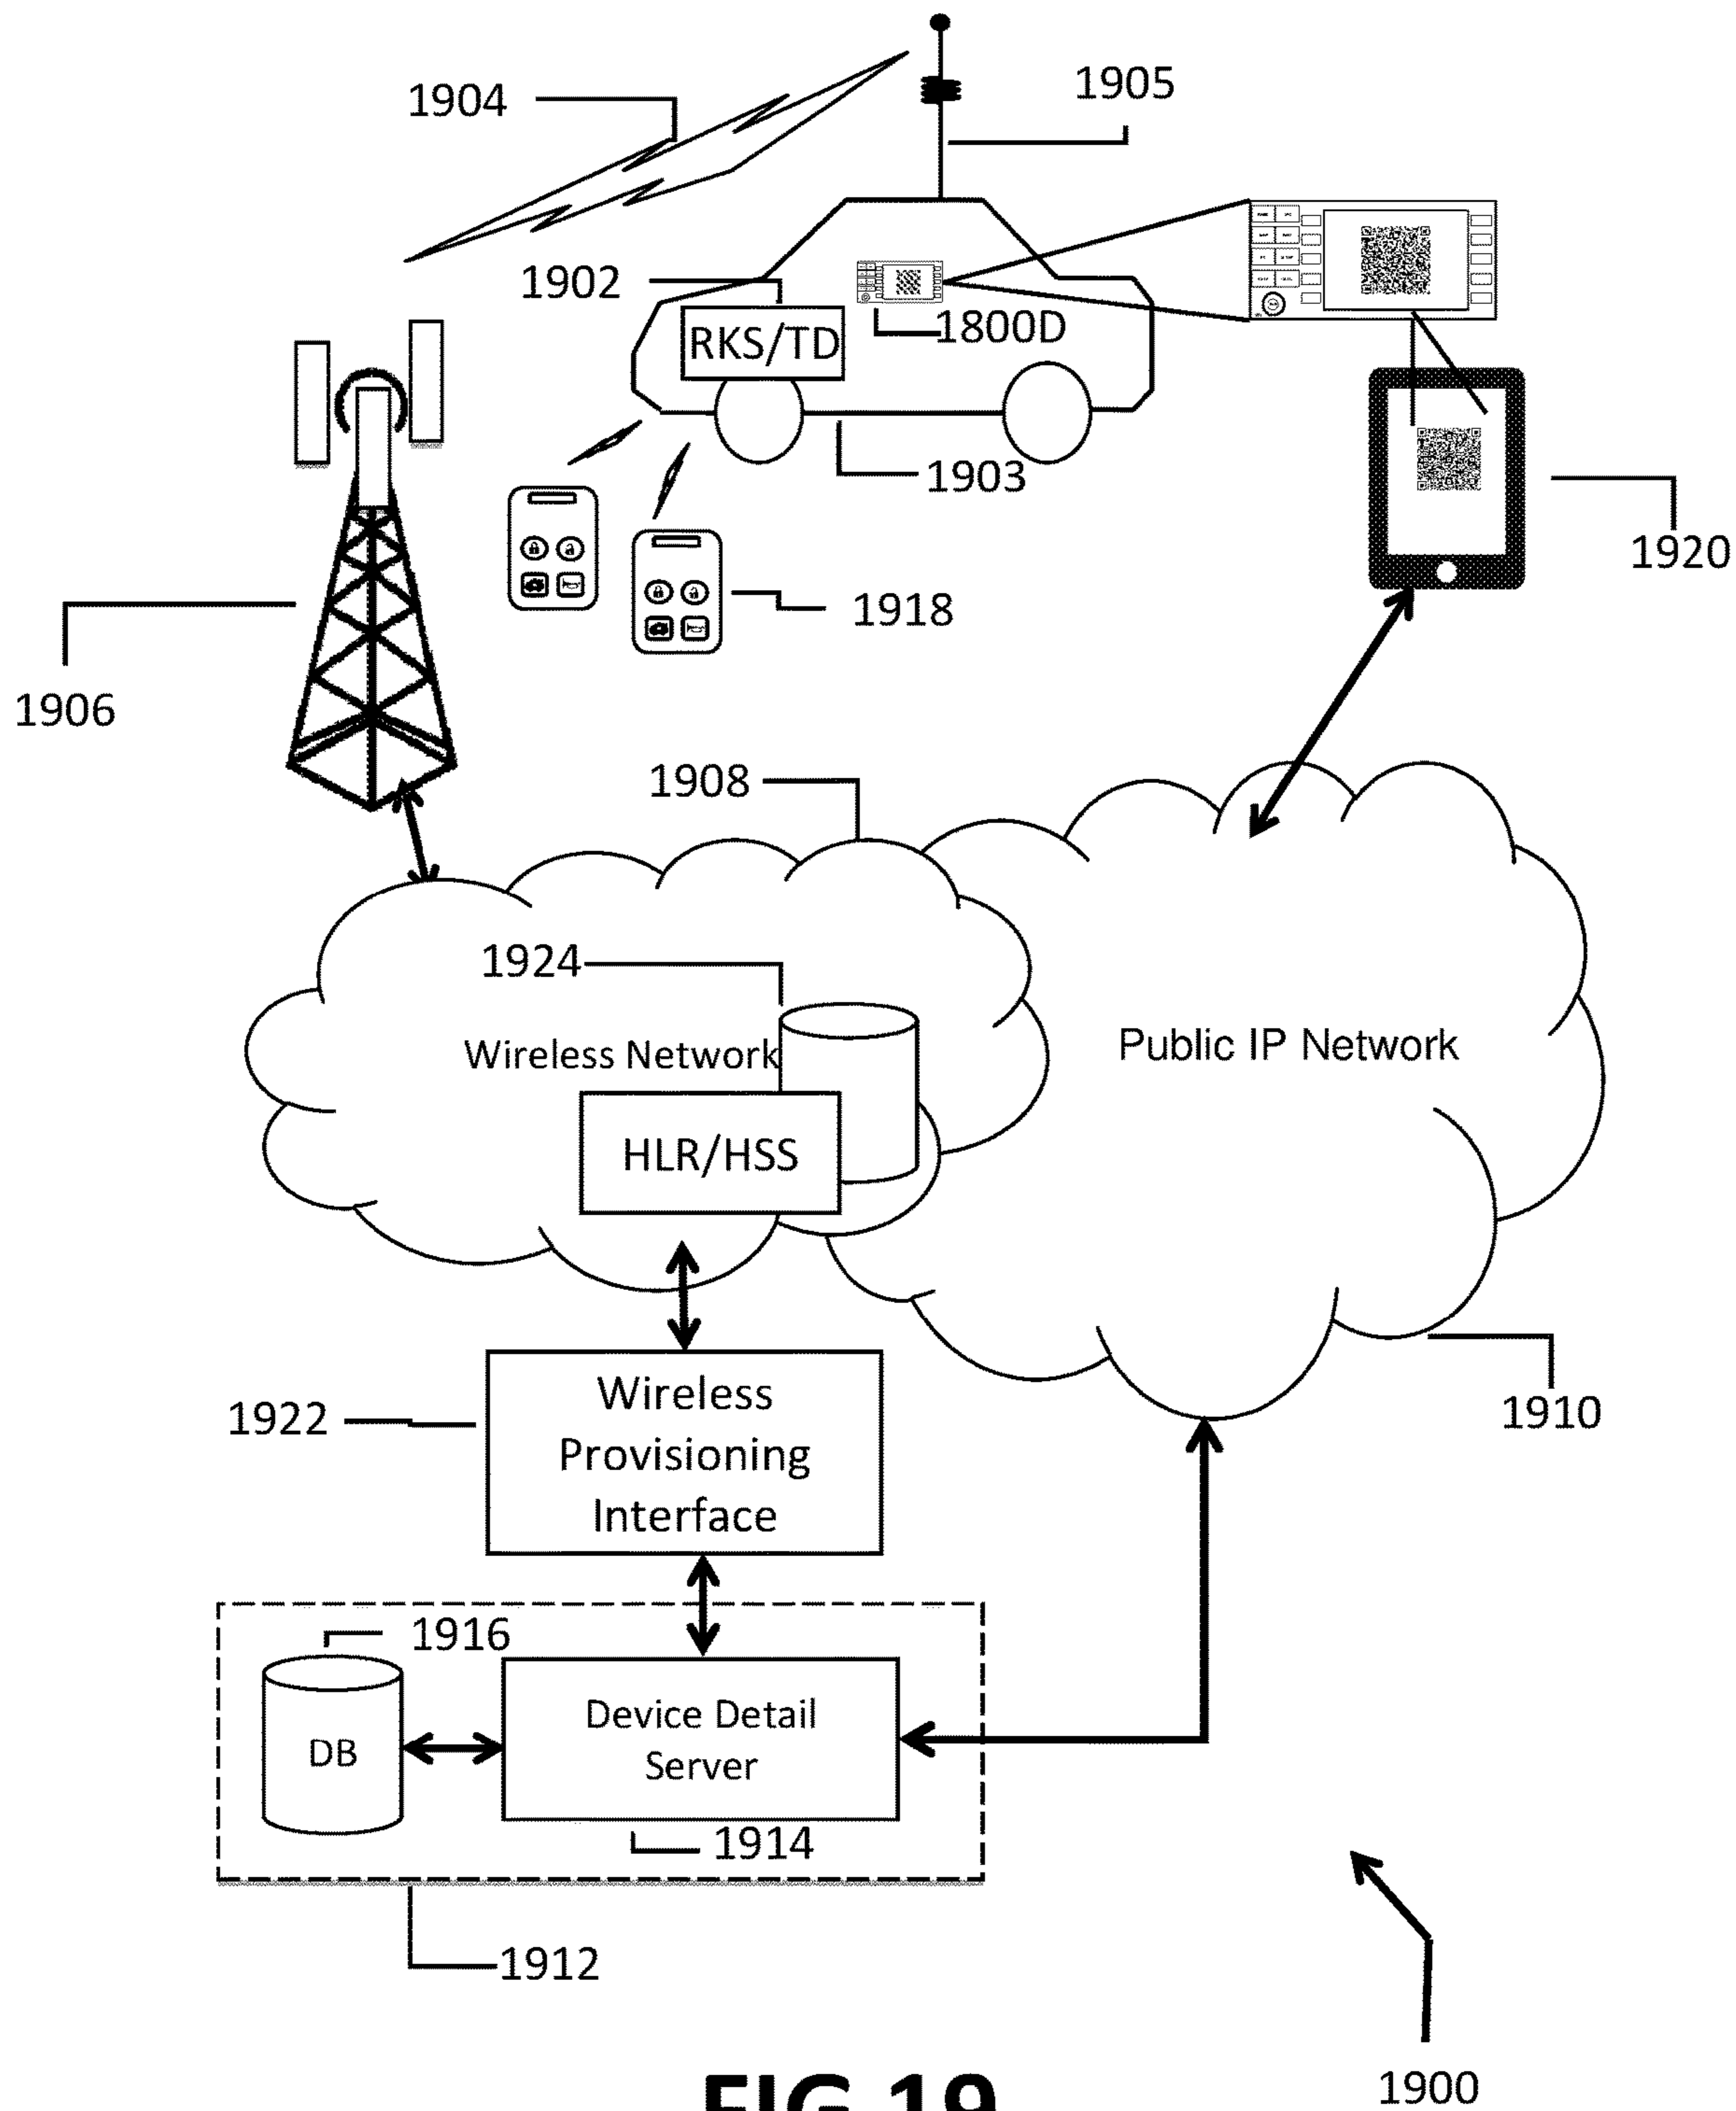 1904
1905
1902
RKS/TD
1800D
1903
1920
1918
1906
1908
1924
Wireless Network
Public IP Network
HLR/HSS
1922
Wireless
Provisioning
Interface
1910
1916
DB
Device Detail
Server
1914
1912
1900
FIG 19